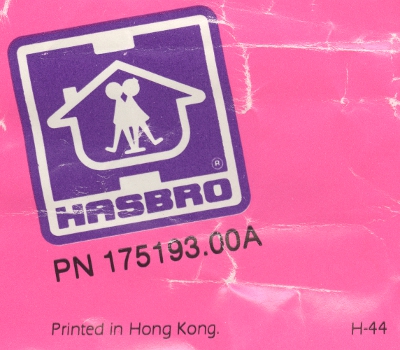 ®
HASBRO
PN 175193.00A
Printed in Hong Kong. H-44